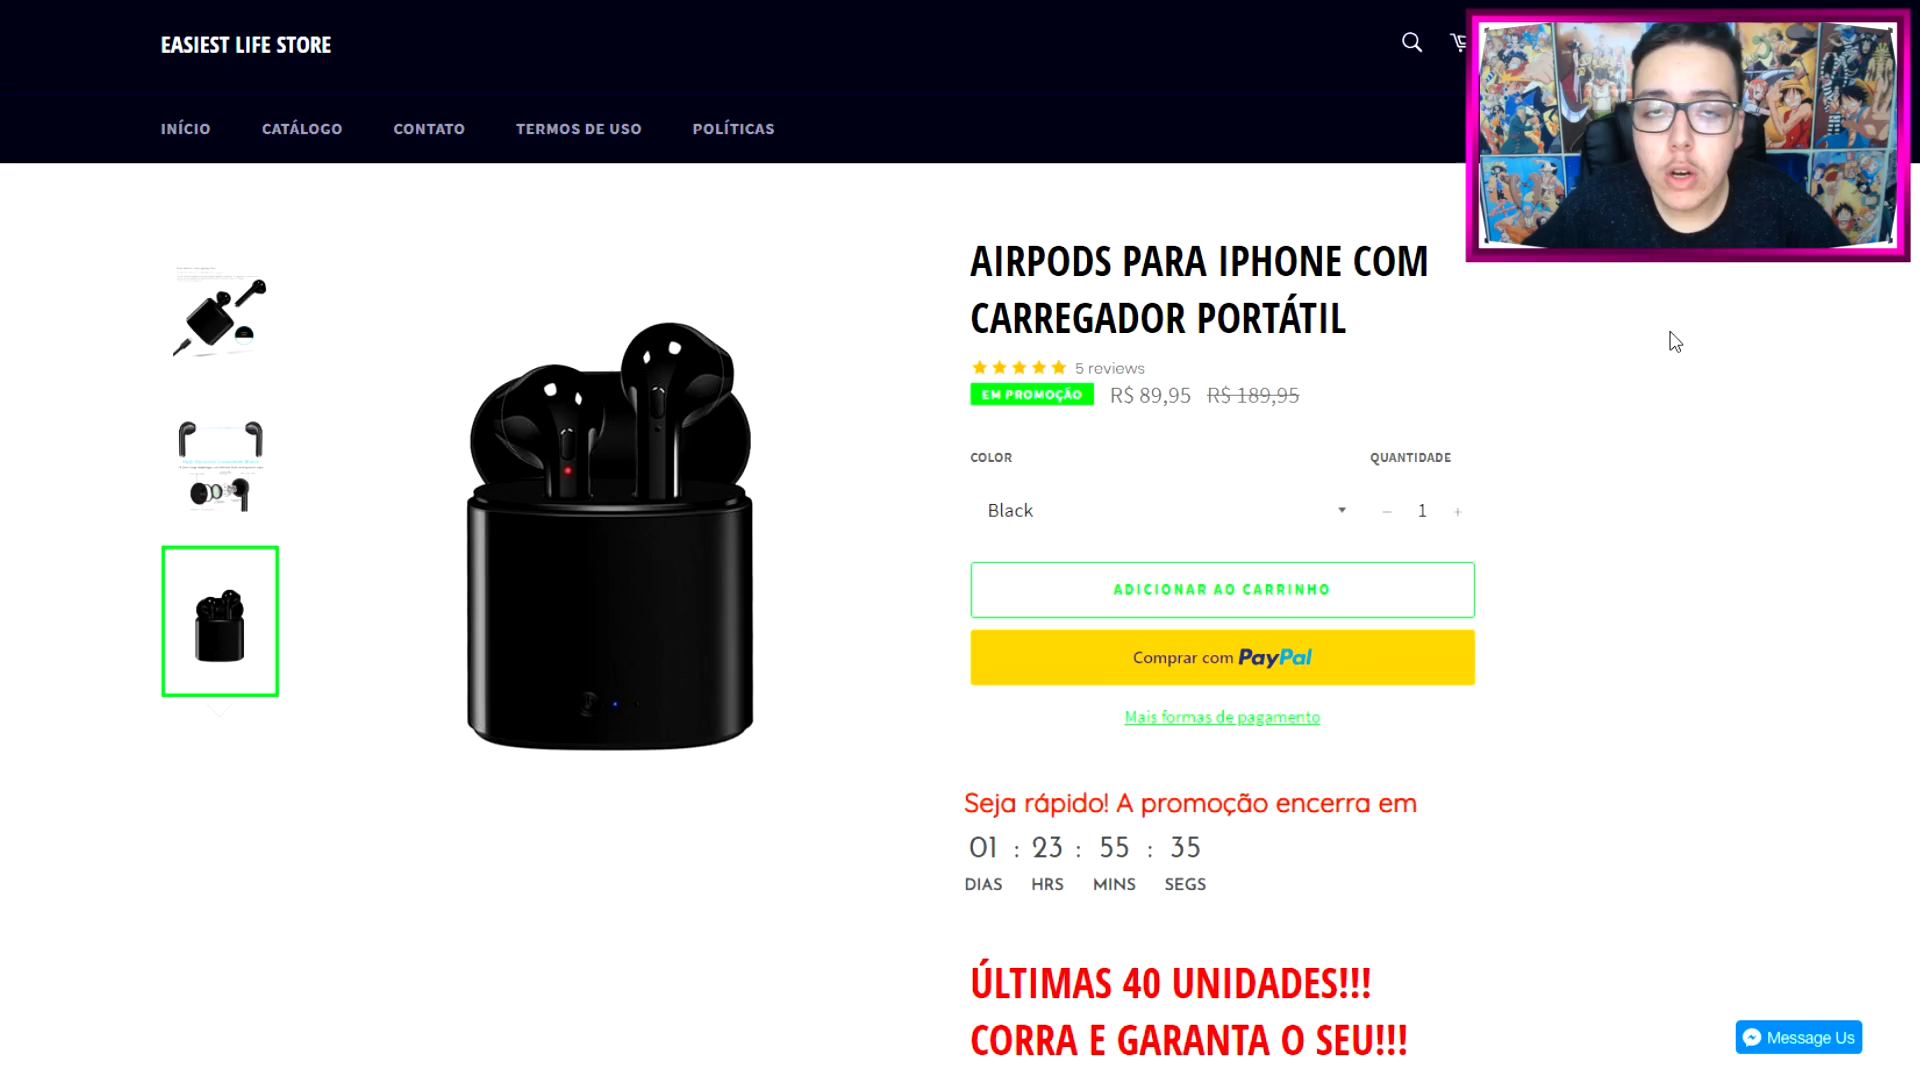 EASIEST LIFE STORE
INÍCIO CATÁLOGO CONTATO TERMOS DE USO POLÍTICAS
AIRPODS PARA IPHONE COM
CARREGADOR PORTÁTIL
5 reviews
EM PROMOÇÃO R$ 89,95 R$ 189,95
COLOR QUANTIDADE
Black 1
ADICIONAR AO CARRINHO
Comprar com PayPal
Mais formas de pagamento
Seja rápido! A promoção encerra em
01 : 23 : 55 : 35
DIAS HRS MINS SEGS
ÚLTIMAS 40 UNIDADES!!!
CORRA E GARANTA O SEU!!!
Message Us